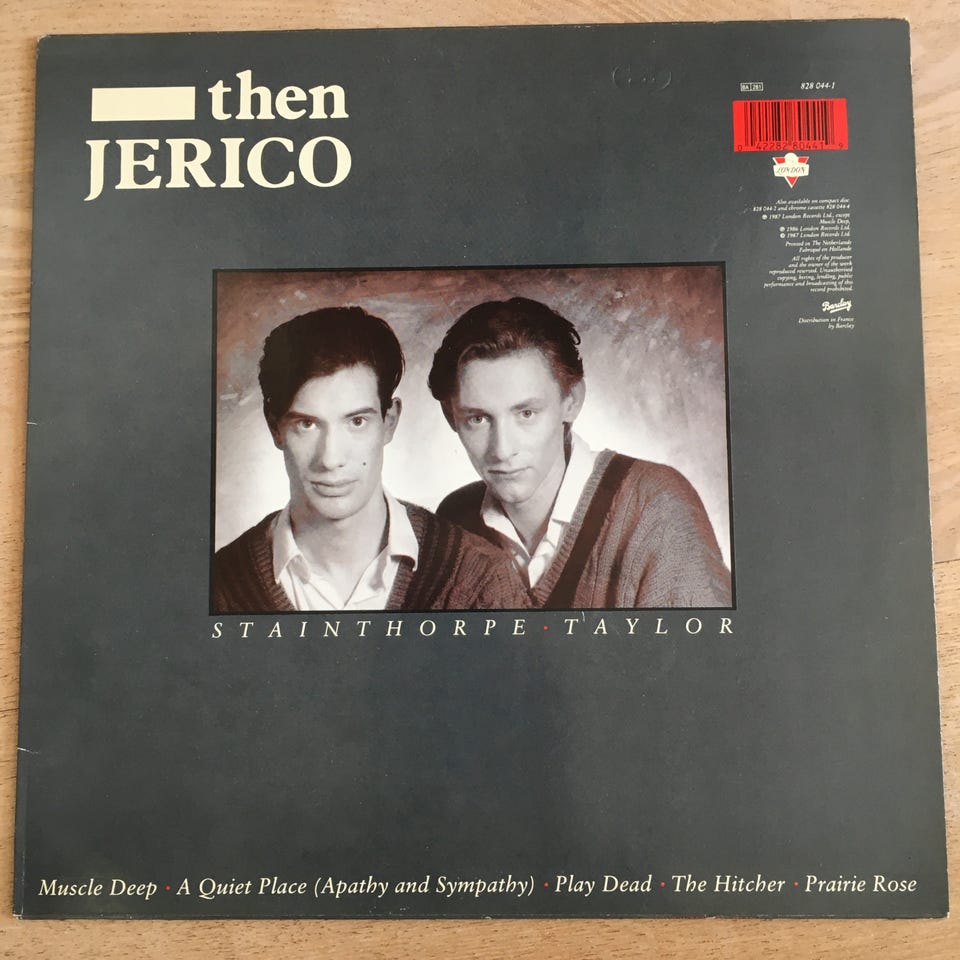 then
JERICO
BA 281
828 044-1
0 42282 80441 9
LONDON
Also available on compact disc
828 044-2 and chrome cassette 828 044-4
℗ 1987 London Records Ltd., except
Muscle Deep,
℗ 1986 London Records Ltd.
© 1987 London Records Ltd.
Printed in The Netherlands
Fabriqué en Hollande
All rights of the producer
and the owner of the work
reproduced reserved. Unauthorised
copying, hiring, lending, public
performance and broadcasting of this
record prohibited.
Barclay
Distribution in France
by Barclay
STAINTHORPE · TAYLOR
Muscle Deep · A Quiet Place (Apathy and Sympathy) · Play Dead · The Hitcher · Prairie Rose